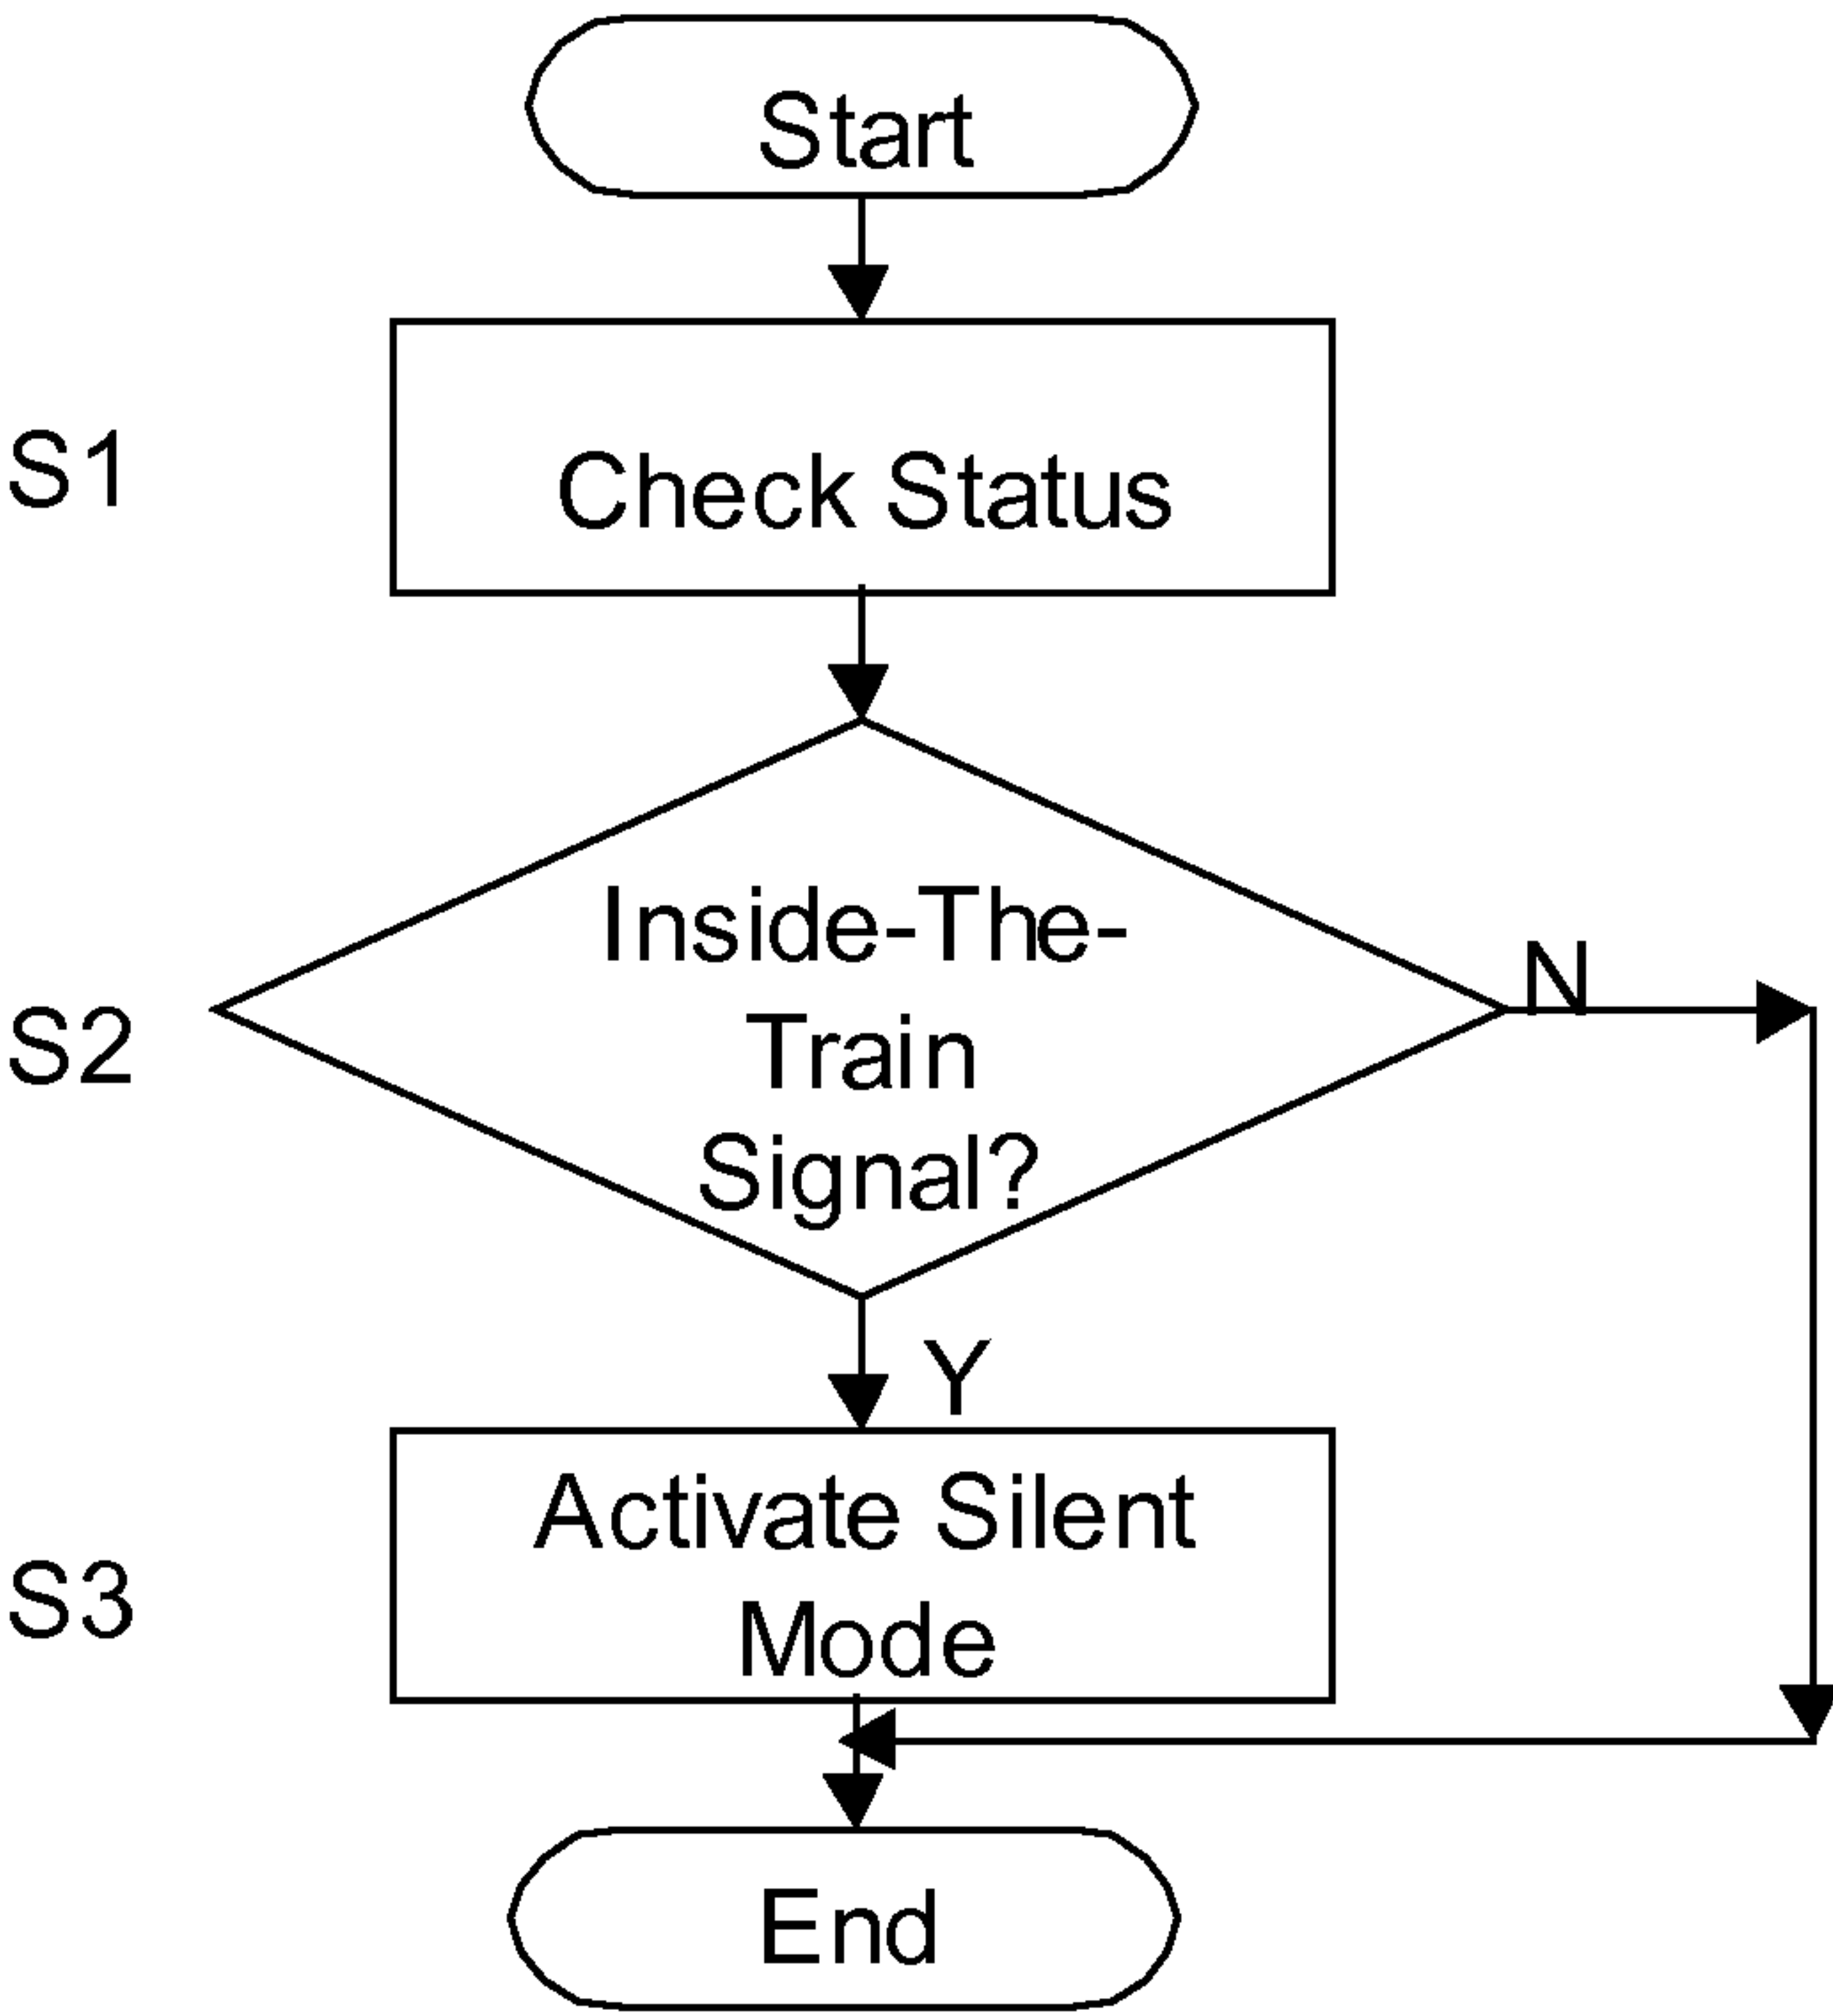 Start
S1
Check Status
Inside-The-
N
S2
Train
Signal?
Y
Activate Silent
S3
Mode
End